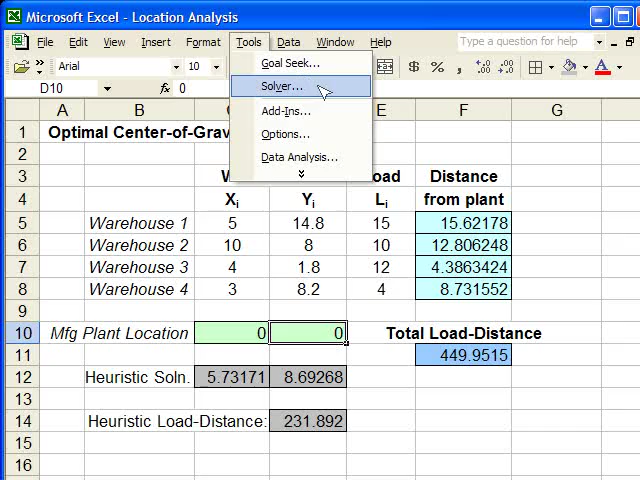 Microsoft Excel - Location Analysis
File Edit View Insert Format Tools Data Window Help Type a question for help
Arial 10 $ % , .00
D10 fx 0
Goal Seek...
Solver...
Add-Ins...
Options...
Data Analysis...
A B C E F G
1 Optimal Center-of-Grav
2
3 W oad Distance
4 Xi Yi Li from plant
5 Warehouse 1 5 14.8 15 15.62178
6 Warehouse 2 10 8 10 12.806248
7 Warehouse 3 4 1.8 12 4.3863424
8 Warehouse 4 3 8.2 4 8.731552
9
10 Mfg Plant Location 0 0 Total Load-Distance
11 449.9515
12 Heuristic Soln. 5.73171 8.69268
13
14 Heuristic Load-Distance: 231.892
15
16